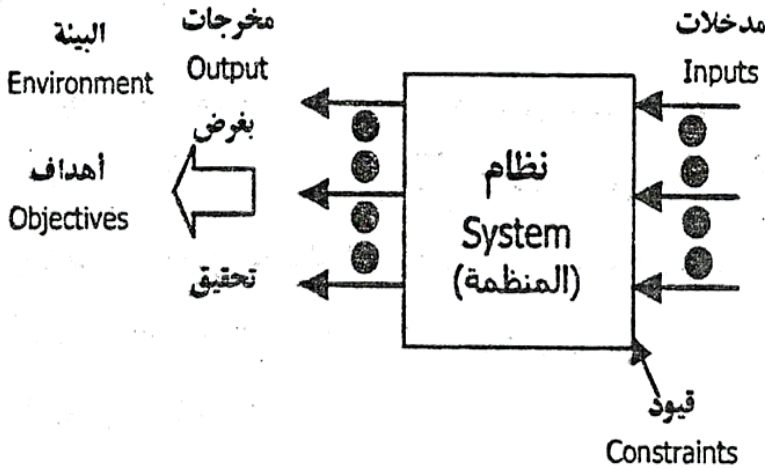 مدخلات
Inputs
نظام
System
(المنظمة)
قيود
Constraints
مخرجات
Output
بغرض
تحقيق
البيئة
Environment
أهداف
Objectives